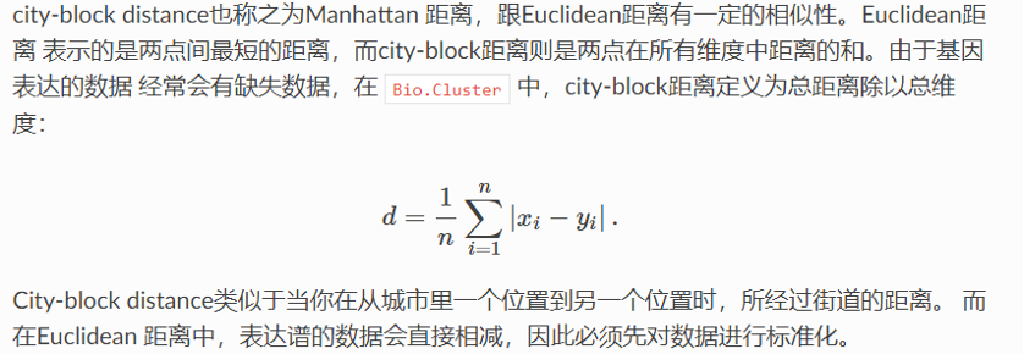 city-block distance也称之为Manhattan 距离，跟Euclidean距离有一定的相似性。Euclidean距
离 表示的是两点间最短的距离，而city-block距离则是两点在所有维度中距离的和。由于基因
表达的数据 经常会有缺失数据，在 Bio.Cluster 中，city-block距离定义为总距离除以总维
度：
d = \frac{1}{n} \sum_{i=1}^{n} |x_i - y_i| .
City-block distance类似于当你在从城市里一个位置到另一个位置时，所经过街道的距离。 而
在Euclidean 距离中，表达谱的数据会直接相减，因此必须先对数据进行标准化。